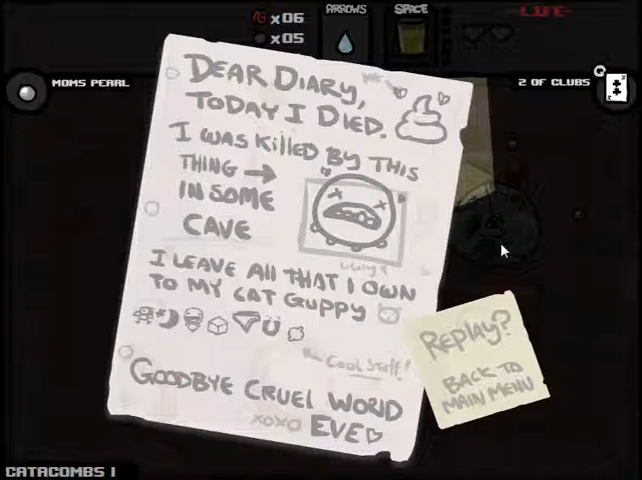 x06
x05
ARROWS
SPACE
LIFE
MOMS PEARL
2 OF CLUBS
Q
DEAR DIARY,
TODAY I DIED.
I WAS KILLED BY THIS
THING →
IN SOME
CAVE
I LEAVE ALL THAT I OWN
TO MY CAT GUPPY
COOL STUFF!
GOODBYE CRUEL WORLD
XOXO
EVE
REPLAY?
BACK TO
MAIN MENU
CATACOMBS I